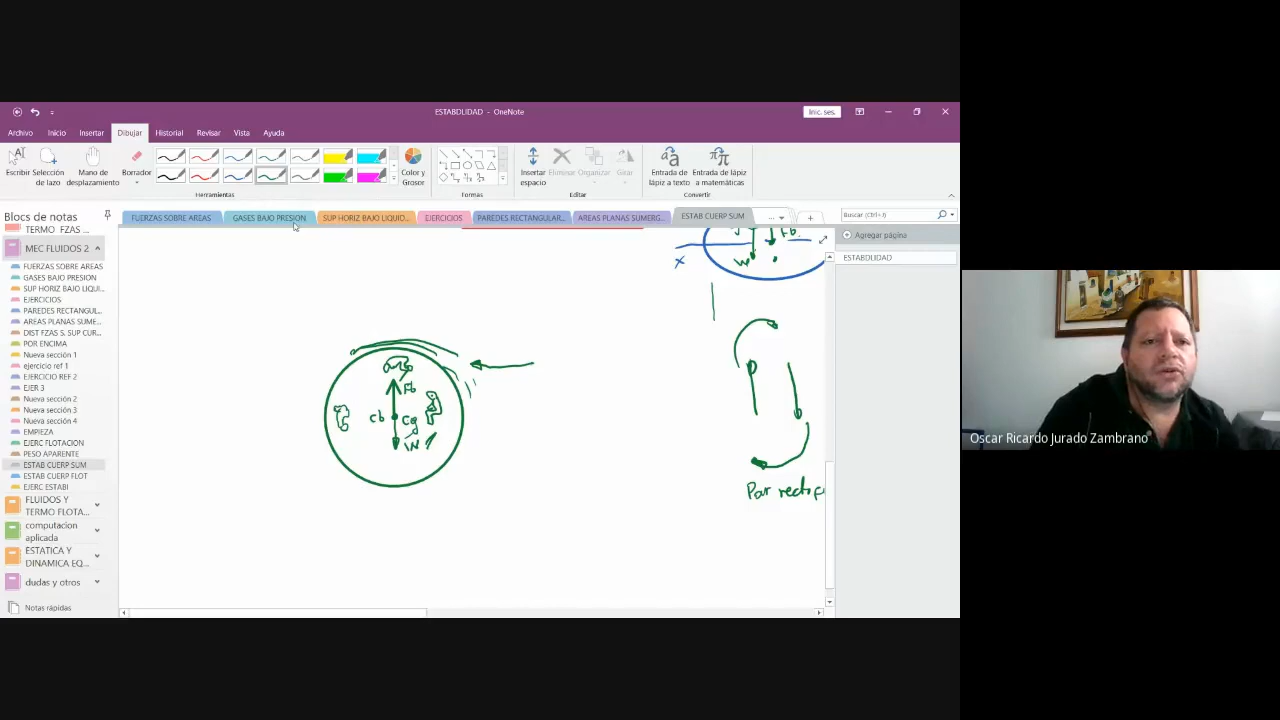 ESTABDLIDAD - OneNote
Inic. ses.
Archivo Inicio Insertar Dibujar Historial Revisar Vista Ayuda
Escribir Selección de lazo Mano de desplazamiento Borrador
Color y Grosor
Insertar espacio Eliminar Organizar Girar
Entrada de lápiz a texto Entrada de lápiz a matemáticas
Herramientas Formas Editar Convertir
Blocs de notas
FUERZAS SOBRE AREAS GASES BAJO PRESION SUP HORIZ BAJO LIQUIO... EJERCICIOS PAREDES RECTANGULAR... AREAS PLANAS SUMERG... ESTAB CUERP SUM ...
Buscar (Ctrl+E)
Agregar página
ESTABDLIDAD
TERMO FZAS ...
MEC FLUIDOS 2
FUERZAS SOBRE AREAS
GASES BAJO PRESION
SUP HORIZ BAJO LIQUI...
EJERCICIOS
PAREDES RECTANGUL...
AREAS PLANAS SUME...
DIST FZAS S. SUP CUR...
POR ENCIMA
Nueva sección 1
ejercicio ref 1
EJERCICIO REF 2
EJER 3
Nueva sección 2
Nueva sección 3
Nueva sección 4
EMPIEZA
EJERC FLOTACION
PESO APARENTE
ESTAB CUERP SUM
ESTAB CUERP FLOT
EJERC ESTABI
FLUIDOS Y TERMO FLOTA...
computacion aplicada
ESTATICA Y DINAMICA EQ...
dudas y otros
Notas rápidas
Fb
cb cg
W
Fb
x W
Par rectif
Oscar Ricardo Jurado Zambrano